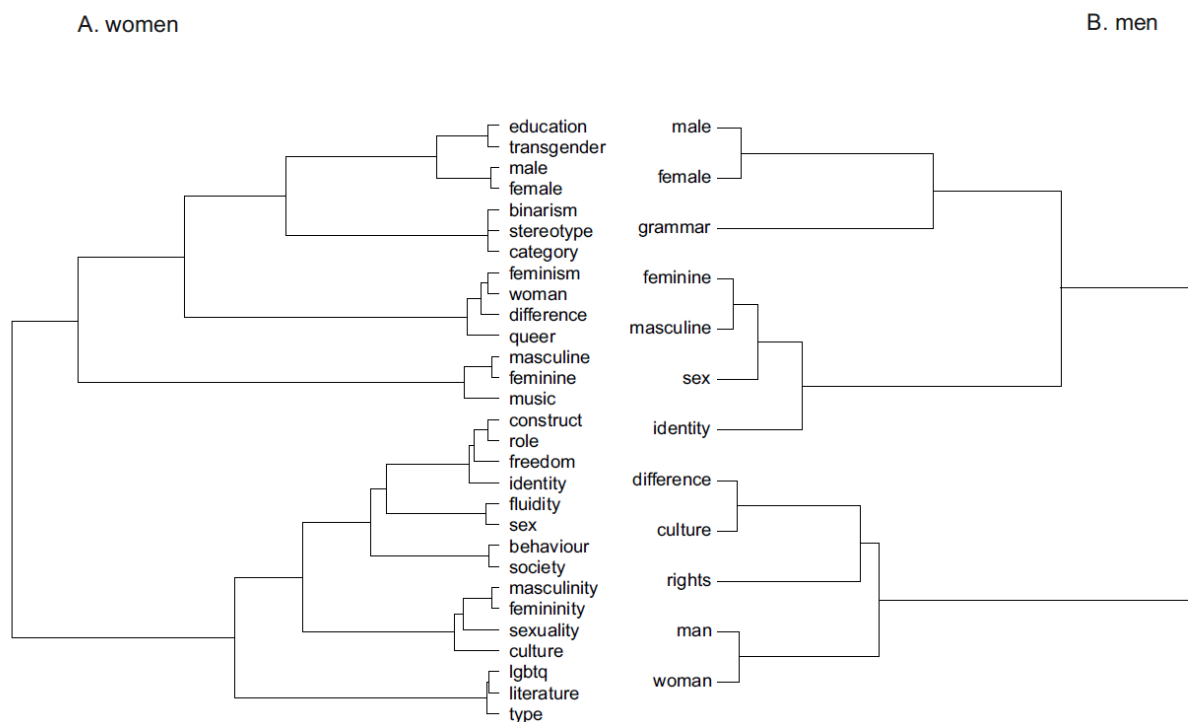 A. women
B. men
education
transgender
male
female
binarism
stereotype
category
feminism
woman
difference
queer
masculine
feminine
music
construct
role
freedom
identity
fluidity
sex
behaviour
society
masculinity
femininity
sexuality
culture
lgbtq
literature
type
male
female
grammar
feminine
masculine
sex
identity
difference
culture
rights
man
woman